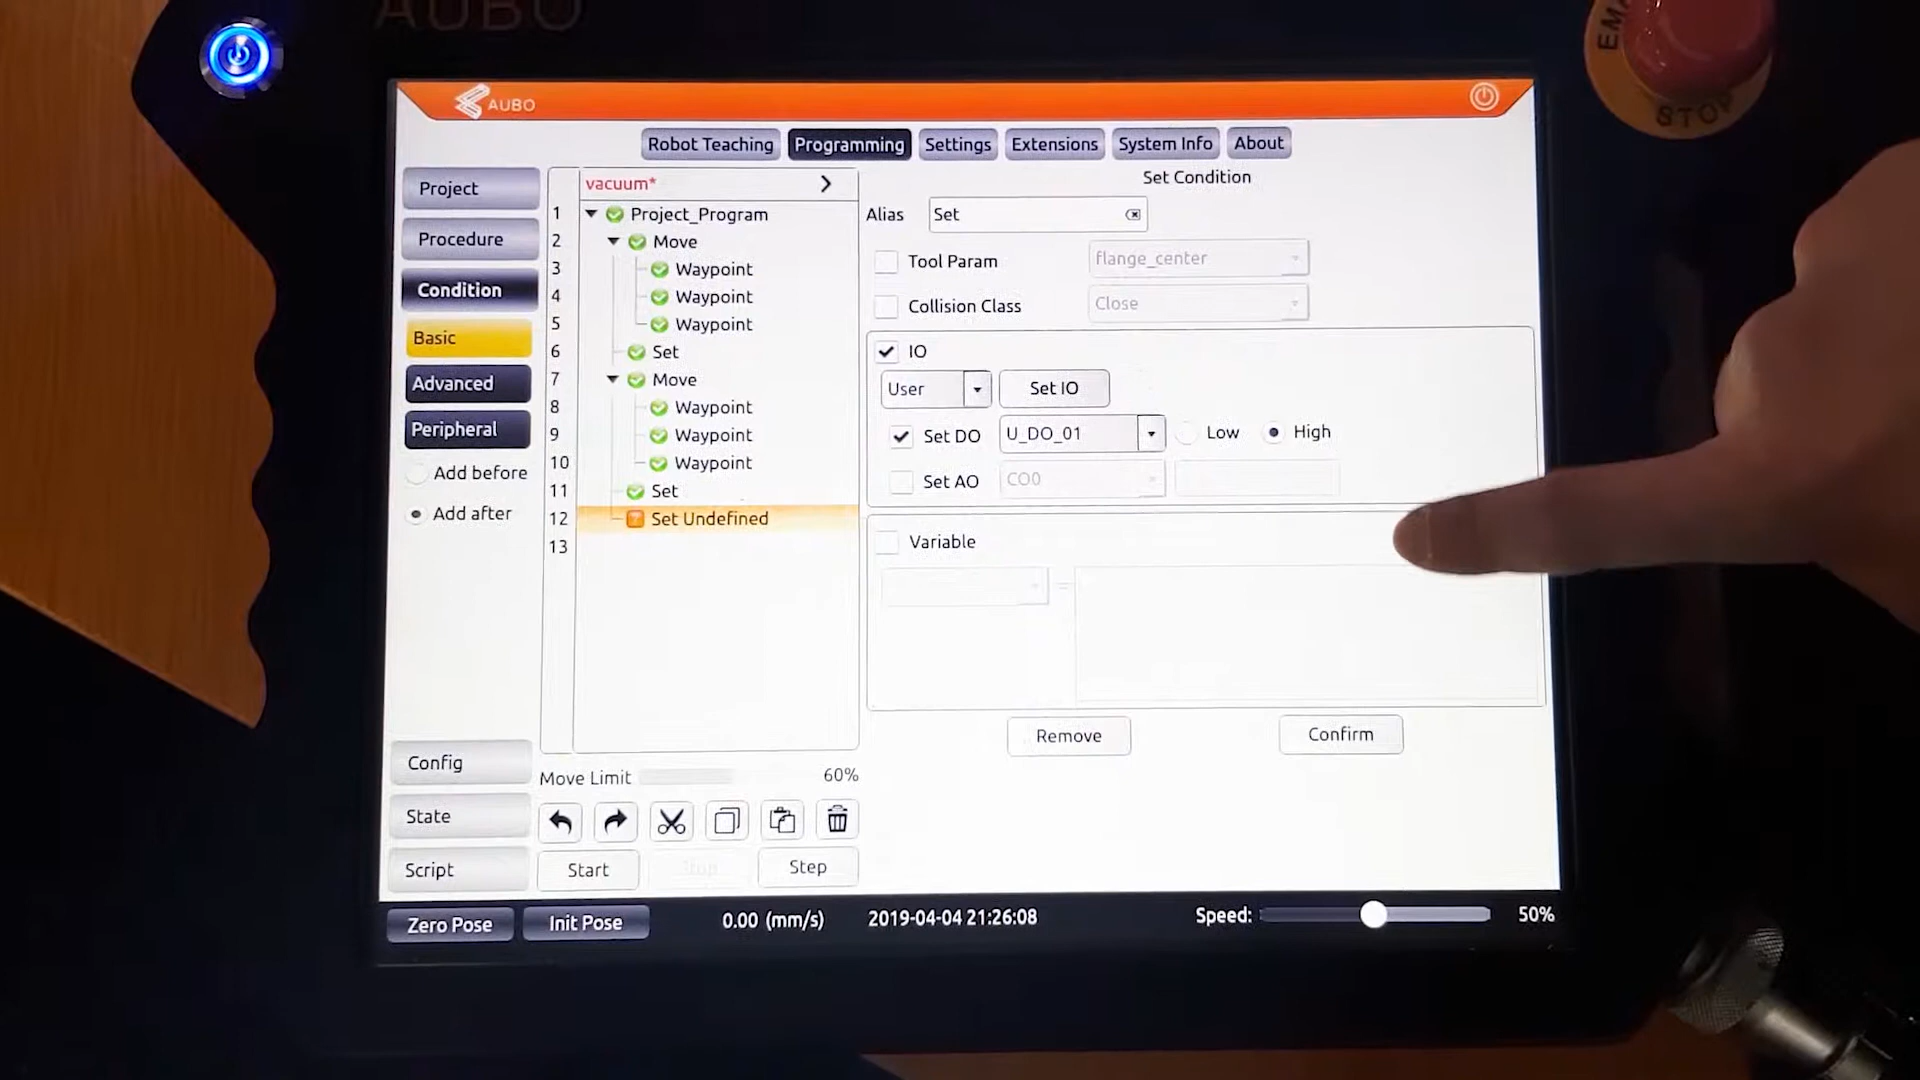 AUBO
EMA
STOP
AUBO
Robot Teaching Programming Settings Extensions System Info About
Project
Procedure
Condition
Basic
Advanced
Peripheral
Add before
Add after
Config
State
Script
vacuum*
1 Project_Program
2 Move
3 Waypoint
4 Waypoint
5 Waypoint
6 Set
7 Move
8 Waypoint
9 Waypoint
10 Waypoint
11 Set
12 Set Undefined
13
Move Limit 60%
Start Stop Step
Set Condition
Alias Set
Tool Param flange_center
Collision Class Close
IO
User Set IO
Set DO U_DO_01 Low High
Set AO CO0
Variable
=
Remove Confirm
Zero Pose Init Pose 0.00 (mm/s) 2019-04-04 21:26:08 Speed: 50%